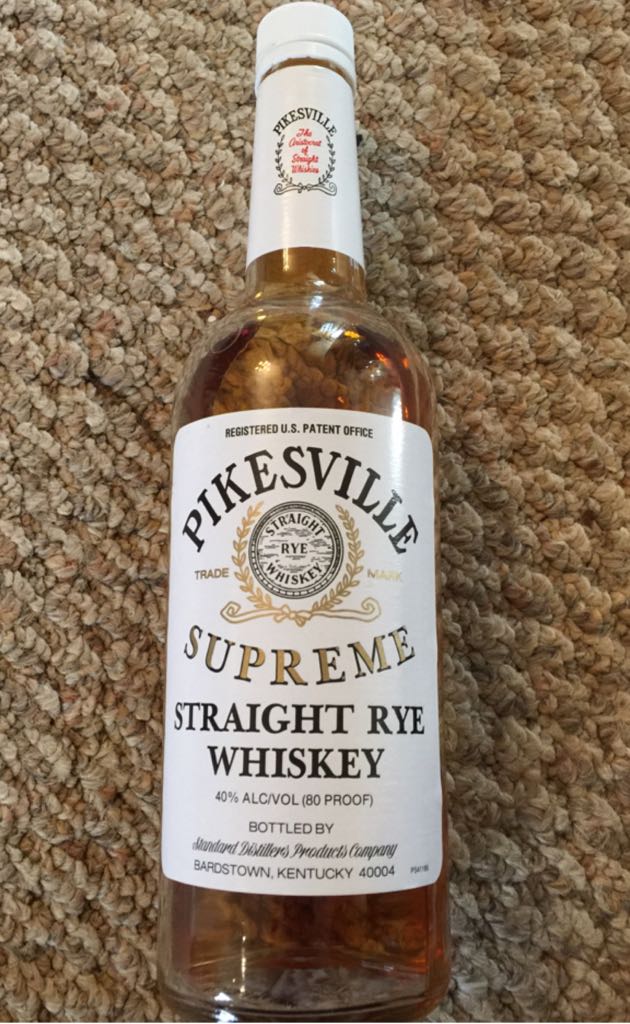 PIKESVILLE
The
Aristocrat
of
Straight
Whiskies
REGISTERED U.S. PATENT OFFICE
PIKESVILLE
STRAIGHT
RYE
WHISKEY
TRADE MARK
SUPREME
STRAIGHT RYE
WHISKEY
40% ALC/VOL (80 PROOF)
BOTTLED BY
Standard Distillers Products Company
BARDSTOWN, KENTUCKY 40004